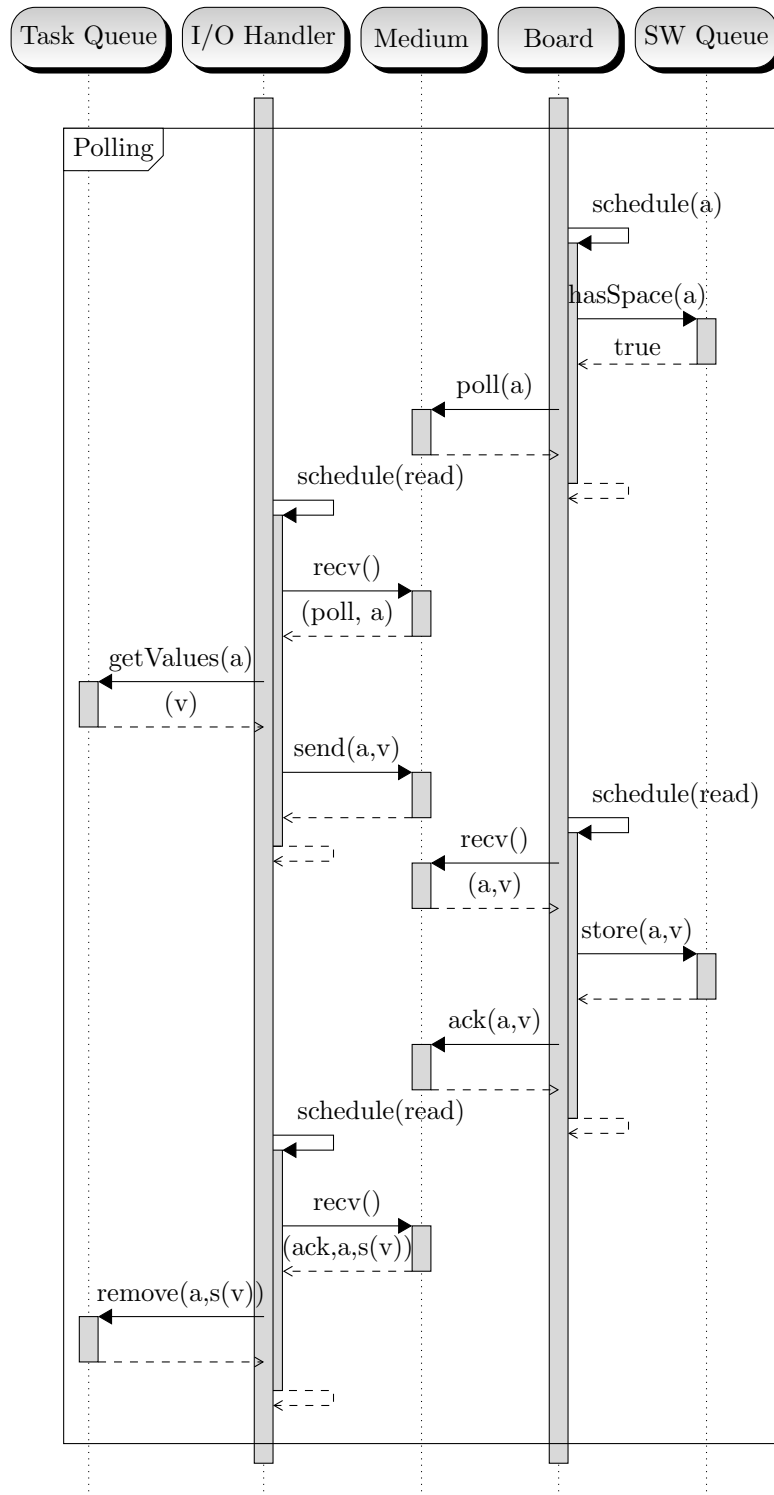 Task Queue
I/O Handler
Medium
Board
SW Queue
Polling
schedule(a)
hasSpace(a)
true
poll(a)
schedule(read)
recv()
(poll, a)
getValues(a)
(v)
send(a,v)
schedule(read)
recv()
(a,v)
store(a,v)
ack(a,v)
schedule(read)
recv()
(ack,a,s(v))
remove(a,s(v))